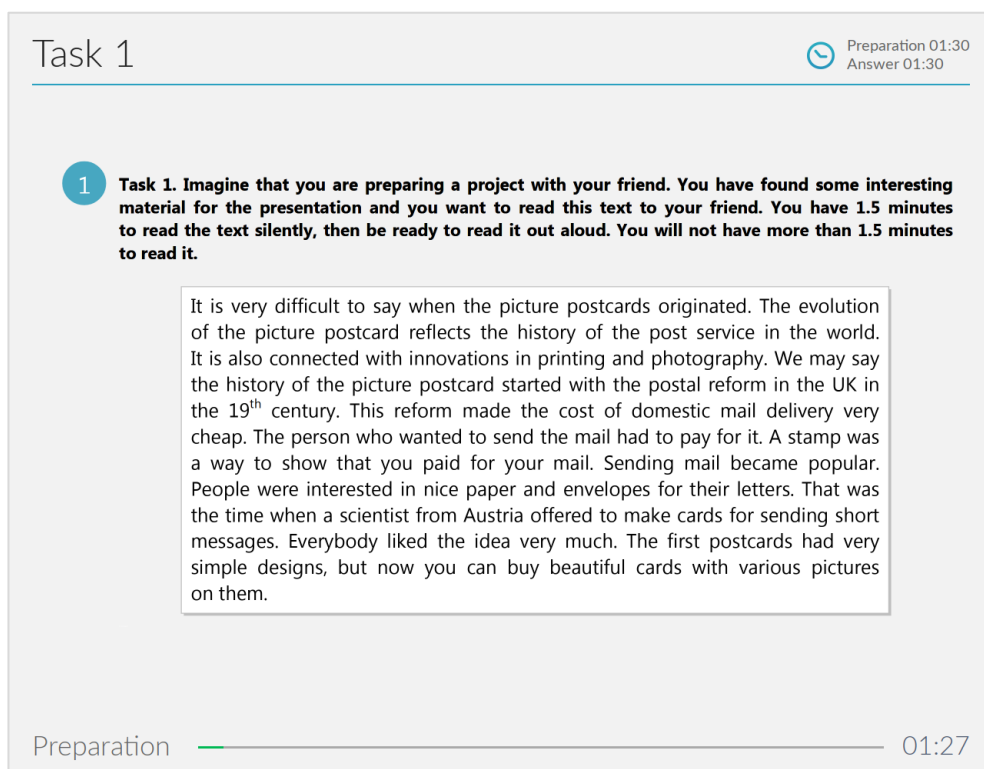 Task 1
Preparation 01:30
Answer 01:30
1
Task 1. Imagine that you are preparing a project with your friend. You have found some interesting
material for the presentation and you want to read this text to your friend. You have 1.5 minutes
to read the text silently, then be ready to read it out aloud. You will not have more than 1.5 minutes
to read it.
It is very difficult to say when the picture postcards originated. The evolution
of the picture postcard reflects the history of the post service in the world.
It is also connected with innovations in printing and photography. We may say
the history of the picture postcard started with the postal reform in the UK in
the 19th century. This reform made the cost of domestic mail delivery very
cheap. The person who wanted to send the mail had to pay for it. A stamp was
a way to show that you paid for your mail. Sending mail became popular.
People were interested in nice paper and envelopes for their letters. That was
the time when a scientist from Austria offered to make cards for sending short
messages. Everybody liked the idea very much. The first postcards had very
simple designs, but now you can buy beautiful cards with various pictures
on them.
Preparation
01:27